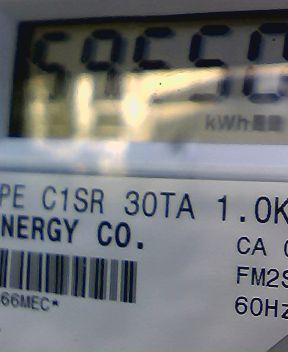 59550
kWh
PE C1SR 30TA 1.0K
NERGY CO.
CA
FM2S
60Hz
66MEC*